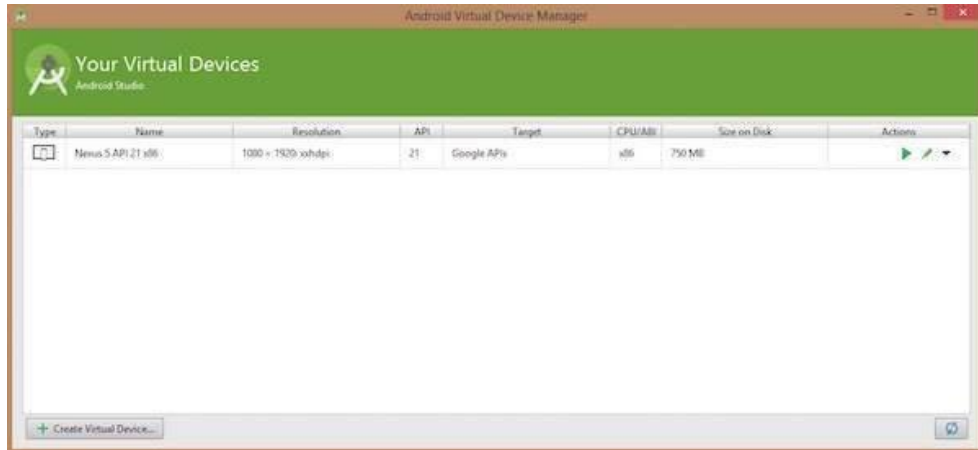 Android Virtual Device Manager
Your Virtual Devices
Android Studio
Type Name Resolution API Target CPU/ABI Size on Disk Actions
Nexus 5 API 21 x86 1080 × 1920: xxhdpi 21 Google APIs x86 750 MB
Create Virtual Device...